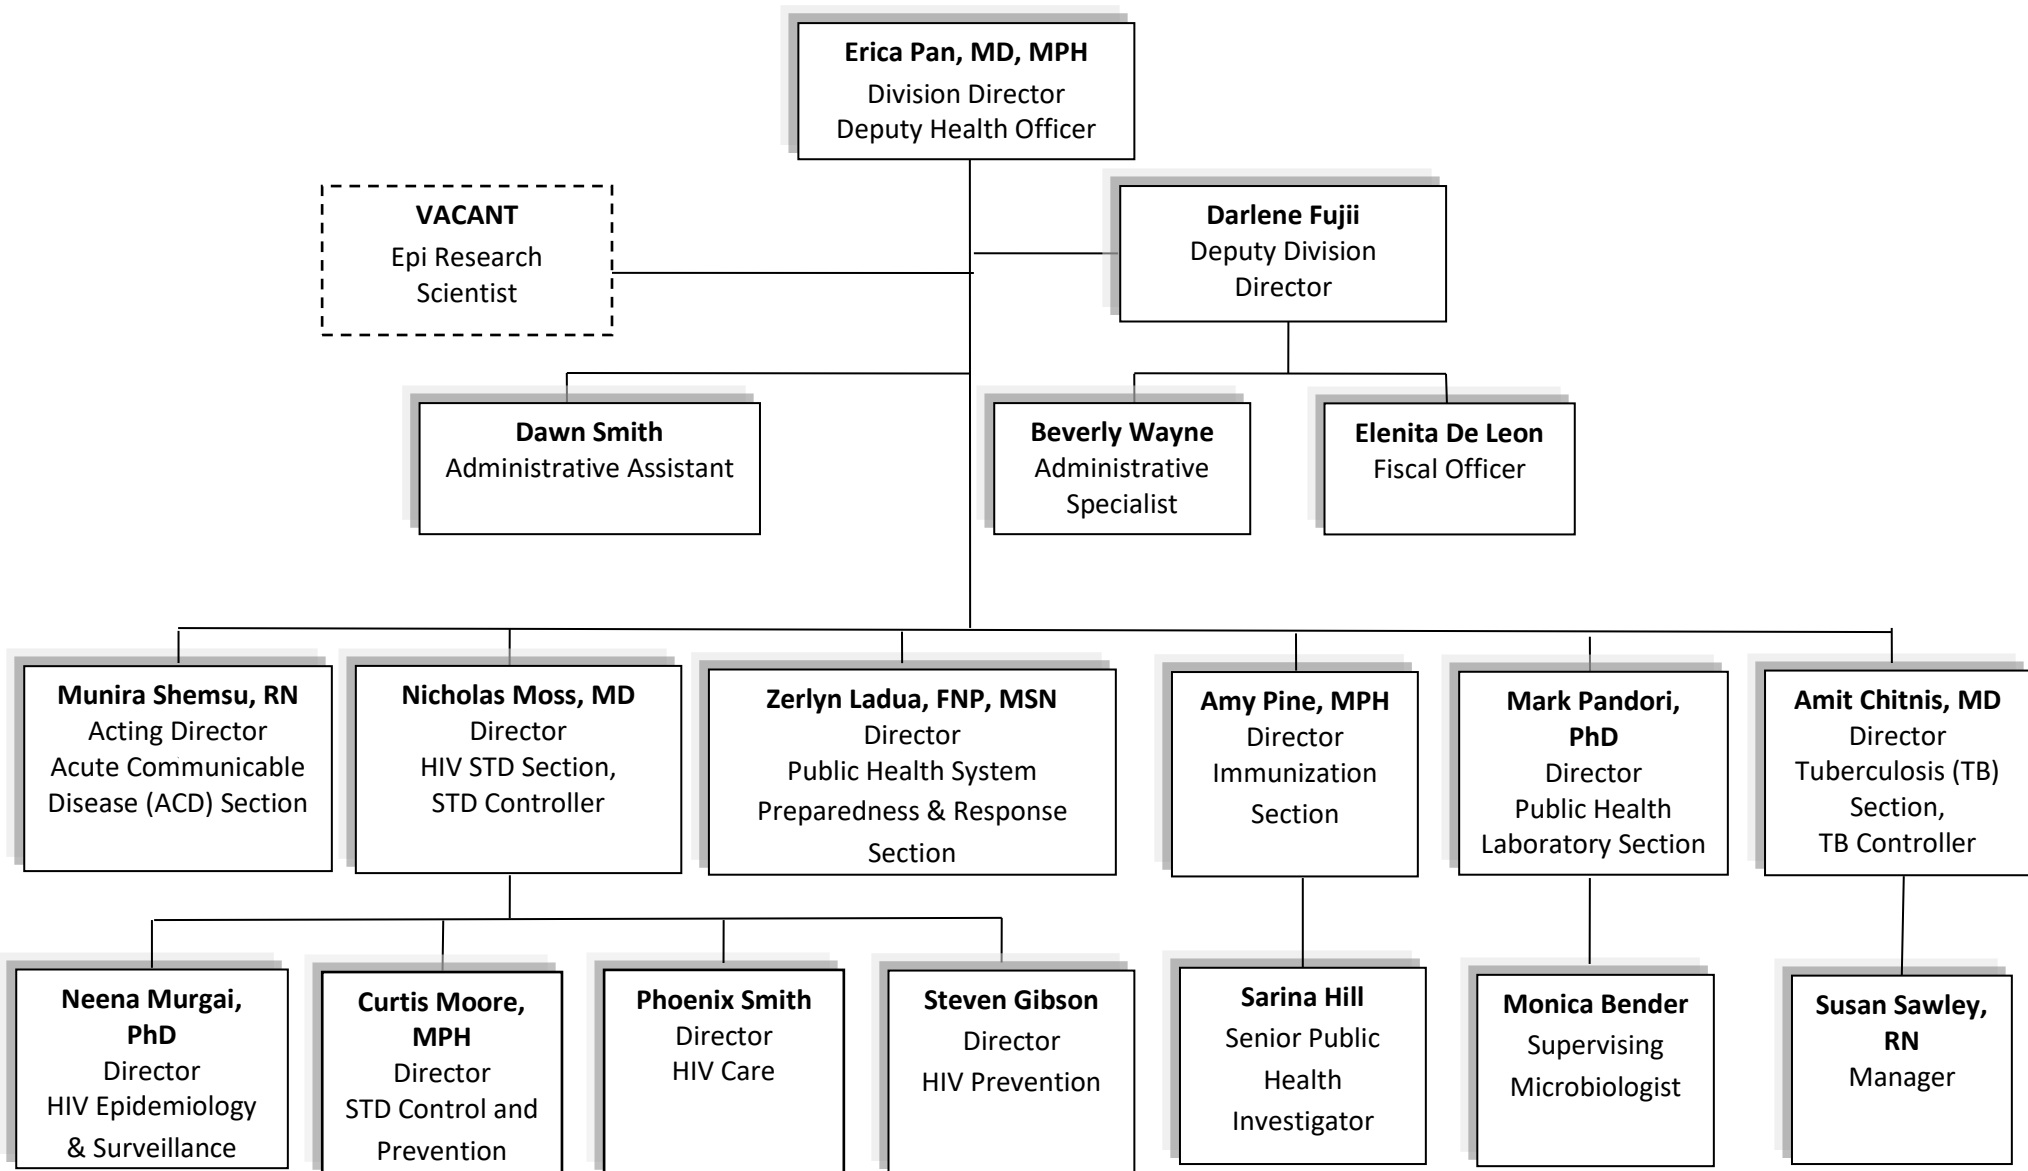 Erica Pan, MD, MPH
Division Director
Deputy Health Officer
VACANT
Epi Research
Scientist
Darlene Fujii
Deputy Division
Director
Dawn Smith
Administrative Assistant
Beverly Wayne
Administrative
Specialist
Elenita De Leon
Fiscal Officer
Munira Shemsu, RN
Acting Director
Acute Communicable
Disease (ACD) Section
Nicholas Moss, MD
Director
HIV STD Section,
STD Controller
Zerlyn Ladua, FNP, MSN
Director
Public Health System
Preparedness & Response
Section
Amy Pine, MPH
Director
Immunization
Section
Mark Pandori,
PhD
Director
Public Health
Laboratory Section
Amit Chitnis, MD
Director
Tuberculosis (TB)
Section,
TB Controller
Neena Murgai,
PhD
Director
HIV Epidemiology
& Surveillance
Curtis Moore,
MPH
Director
STD Control and
Prevention
Phoenix Smith
Director
HIV Care
Steven Gibson
Director
HIV Prevention
Sarina Hill
Senior Public
Health
Investigator
Monica Bender
Supervising
Microbiologist
Susan Sawley,
RN
Manager